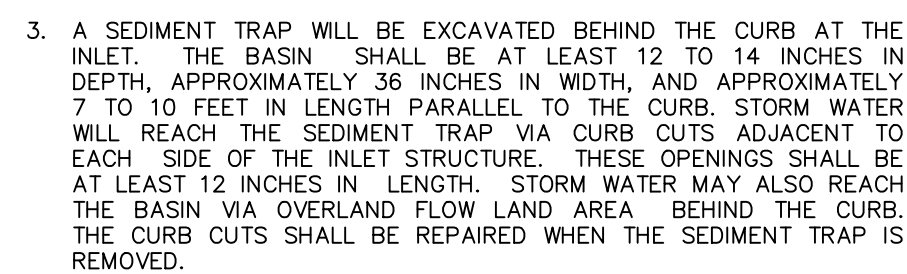 3. A SEDIMENT TRAP WILL BE EXCAVATED BEHIND THE CURB AT THE
INLET. THE BASIN SHALL BE AT LEAST 12 TO 14 INCHES IN
DEPTH, APPROXIMATELY 36 INCHES IN WIDTH, AND APPROXIMATELY
7 TO 10 FEET IN LENGTH PARALLEL TO THE CURB. STORM WATER
WILL REACH THE SEDIMENT TRAP VIA CURB CUTS ADJACENT TO
EACH SIDE OF THE INLET STRUCTURE. THESE OPENINGS SHALL BE
AT LEAST 12 INCHES IN LENGTH. STORM WATER MAY ALSO REACH
THE BASIN VIA OVERLAND FLOW LAND AREA BEHIND THE CURB.
THE CURB CUTS SHALL BE REPAIRED WHEN THE SEDIMENT TRAP IS
REMOVED.